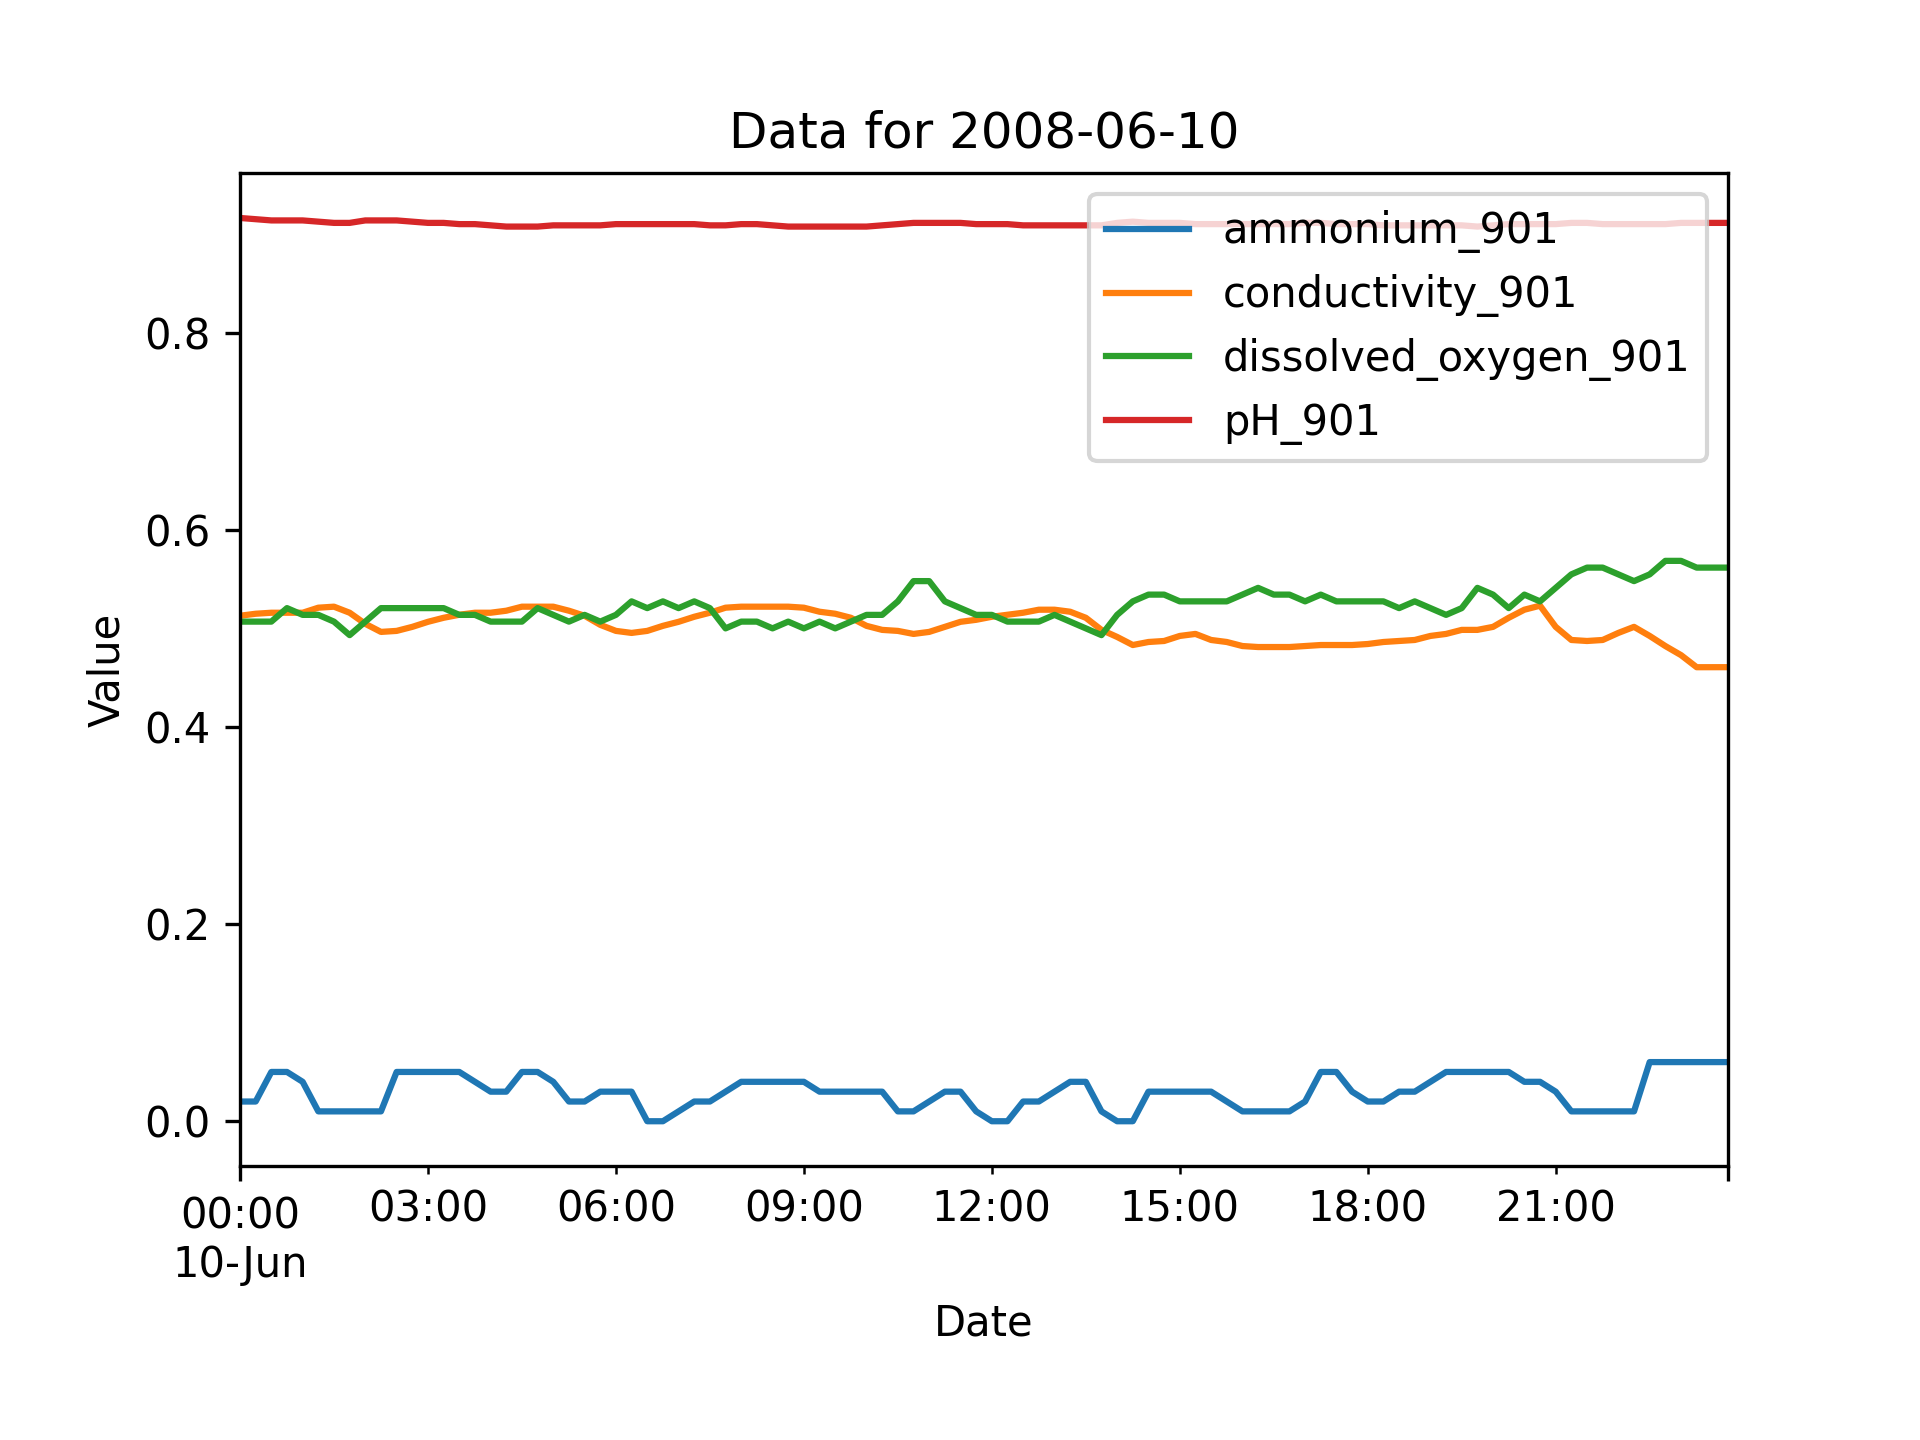 Data for 2008-06-10
ammonium_901
conductivity_901
dissolved_oxygen_901
pH_901
Value
0.8
0.6
0.4
0.2
0.0
00:00 03:00 06:00 09:00 12:00 15:00 18:00 21:00
10-Jun
Date